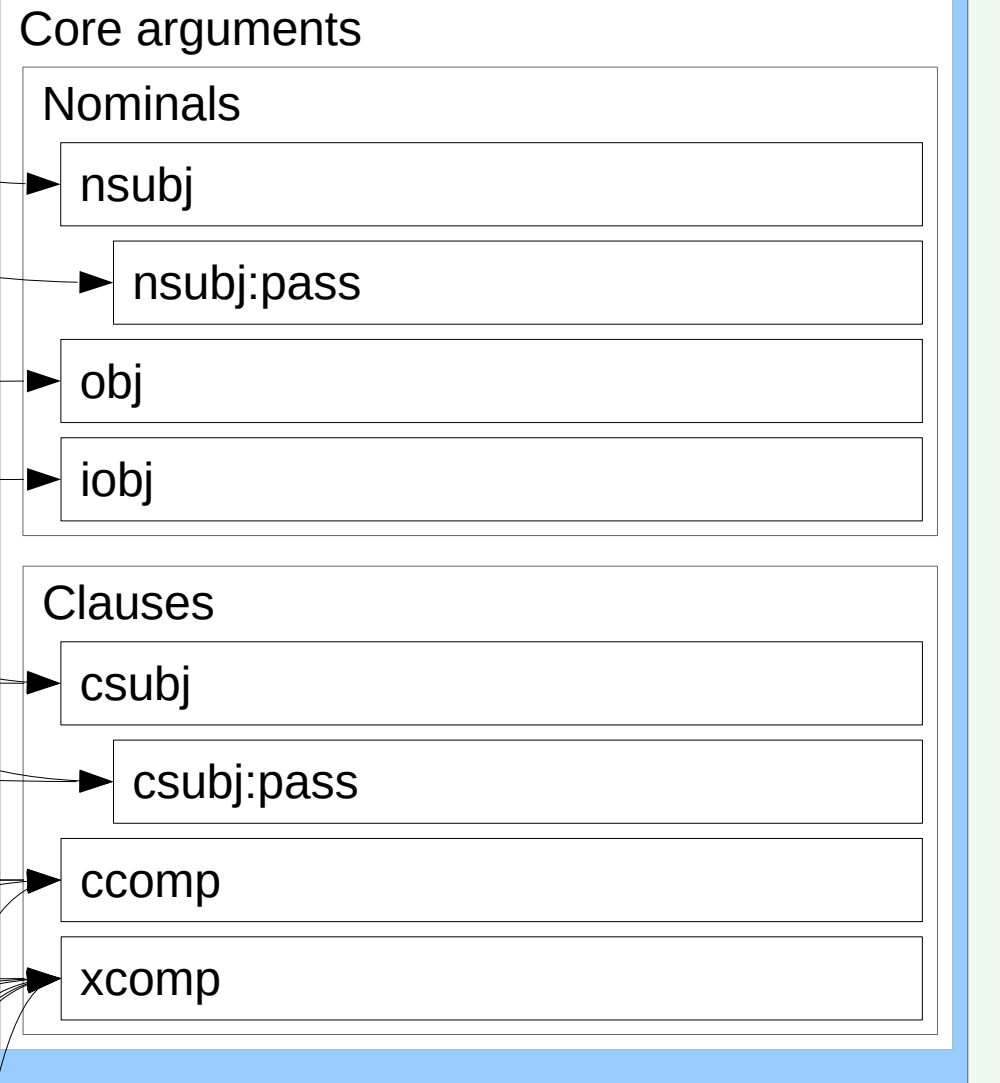 Core arguments
Nominals
nsubj
nsubj:pass
obj
iobj
Clauses
csubj
csubj:pass
ccomp
xcomp